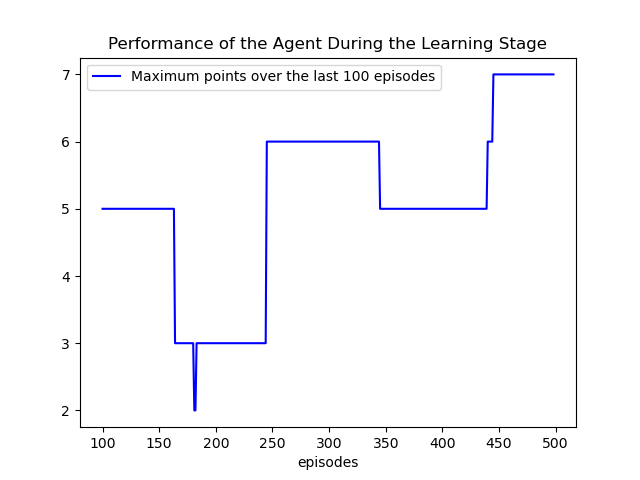 Performance of the Agent During the Learning Stage
Maximum points over the last 100 episodes
7
6
5
4
3
2
100 150 200 250 300 350 400 450 500
episodes